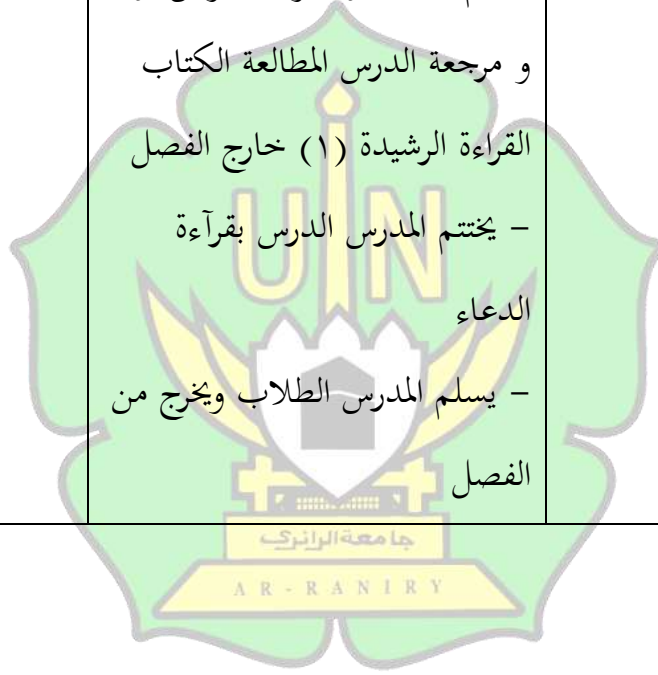 و مرجعة الدرس المطالعة الكتاب
القراءة الرشيدة (١) خارج الفصل
– يختتم المدرس الدرس بقرآءة
الدعاء
– يسلم المدرس الطلاب ويخرج من
الفصل
UIN
جامعة الرانري
AR-RANIRY